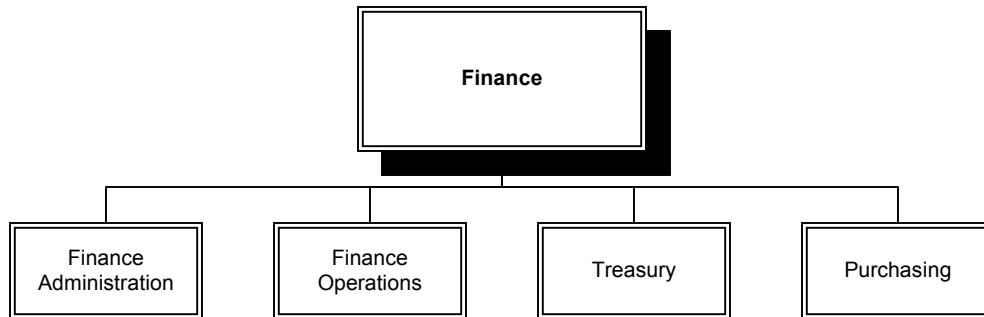 Finance
Finance
Administration
Finance
Operations
Treasury
Purchasing